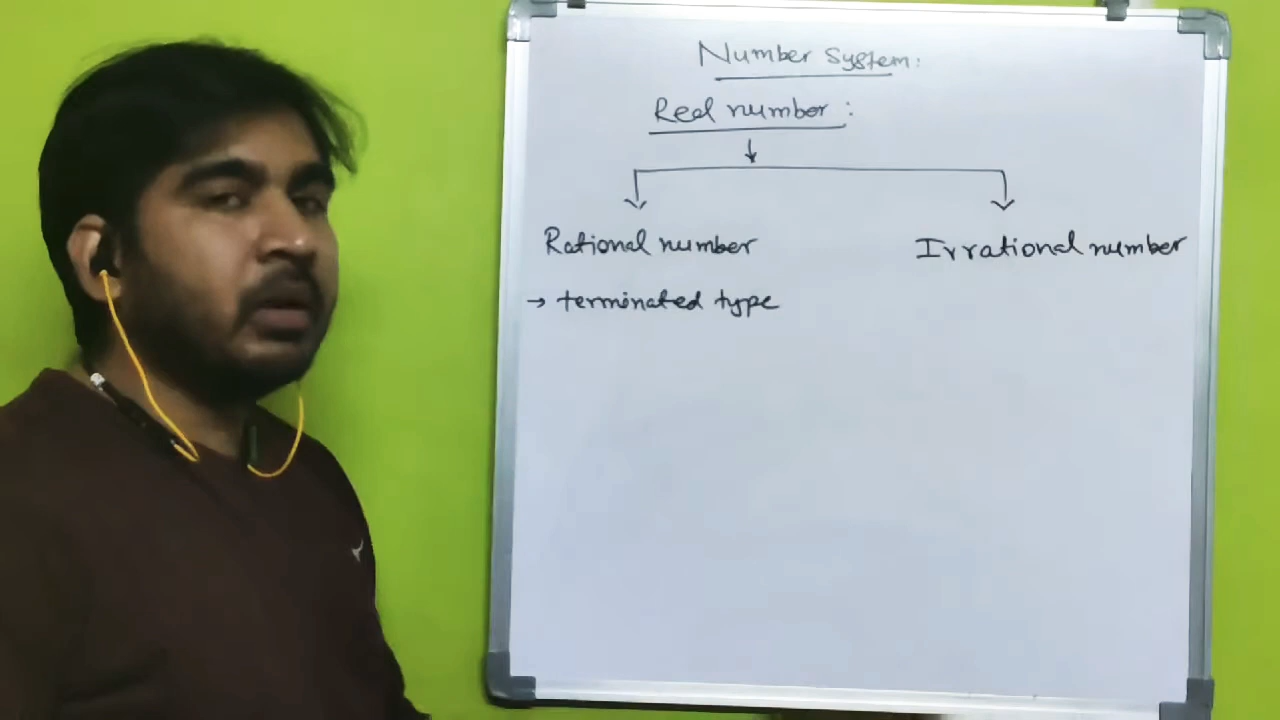 Number System:
Real number:
Rational number
Irrational number
→ terminated type